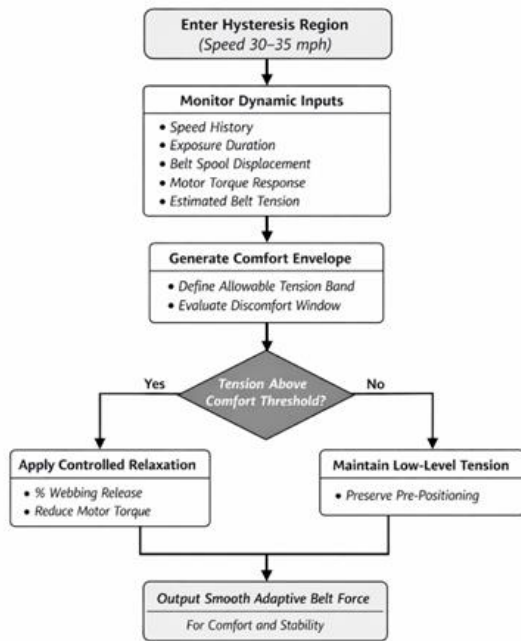 Enter Hysteresis Region
(Speed 30–35 mph)
Monitor Dynamic Inputs
• Speed History
• Exposure Duration
• Belt Spool Displacement
• Motor Torque Response
• Estimated Belt Tension
Generate Comfort Envelope
• Define Allowable Tension Band
• Evaluate Discomfort Window
Yes
Tension Above
Comfort Threshold?
No
Apply Controlled Relaxation
• % Webbing Release
• Reduce Motor Torque
Maintain Low-Level Tension
• Preserve Pre-Positioning
Output Smooth Adaptive Belt Force
For Comfort and Stability